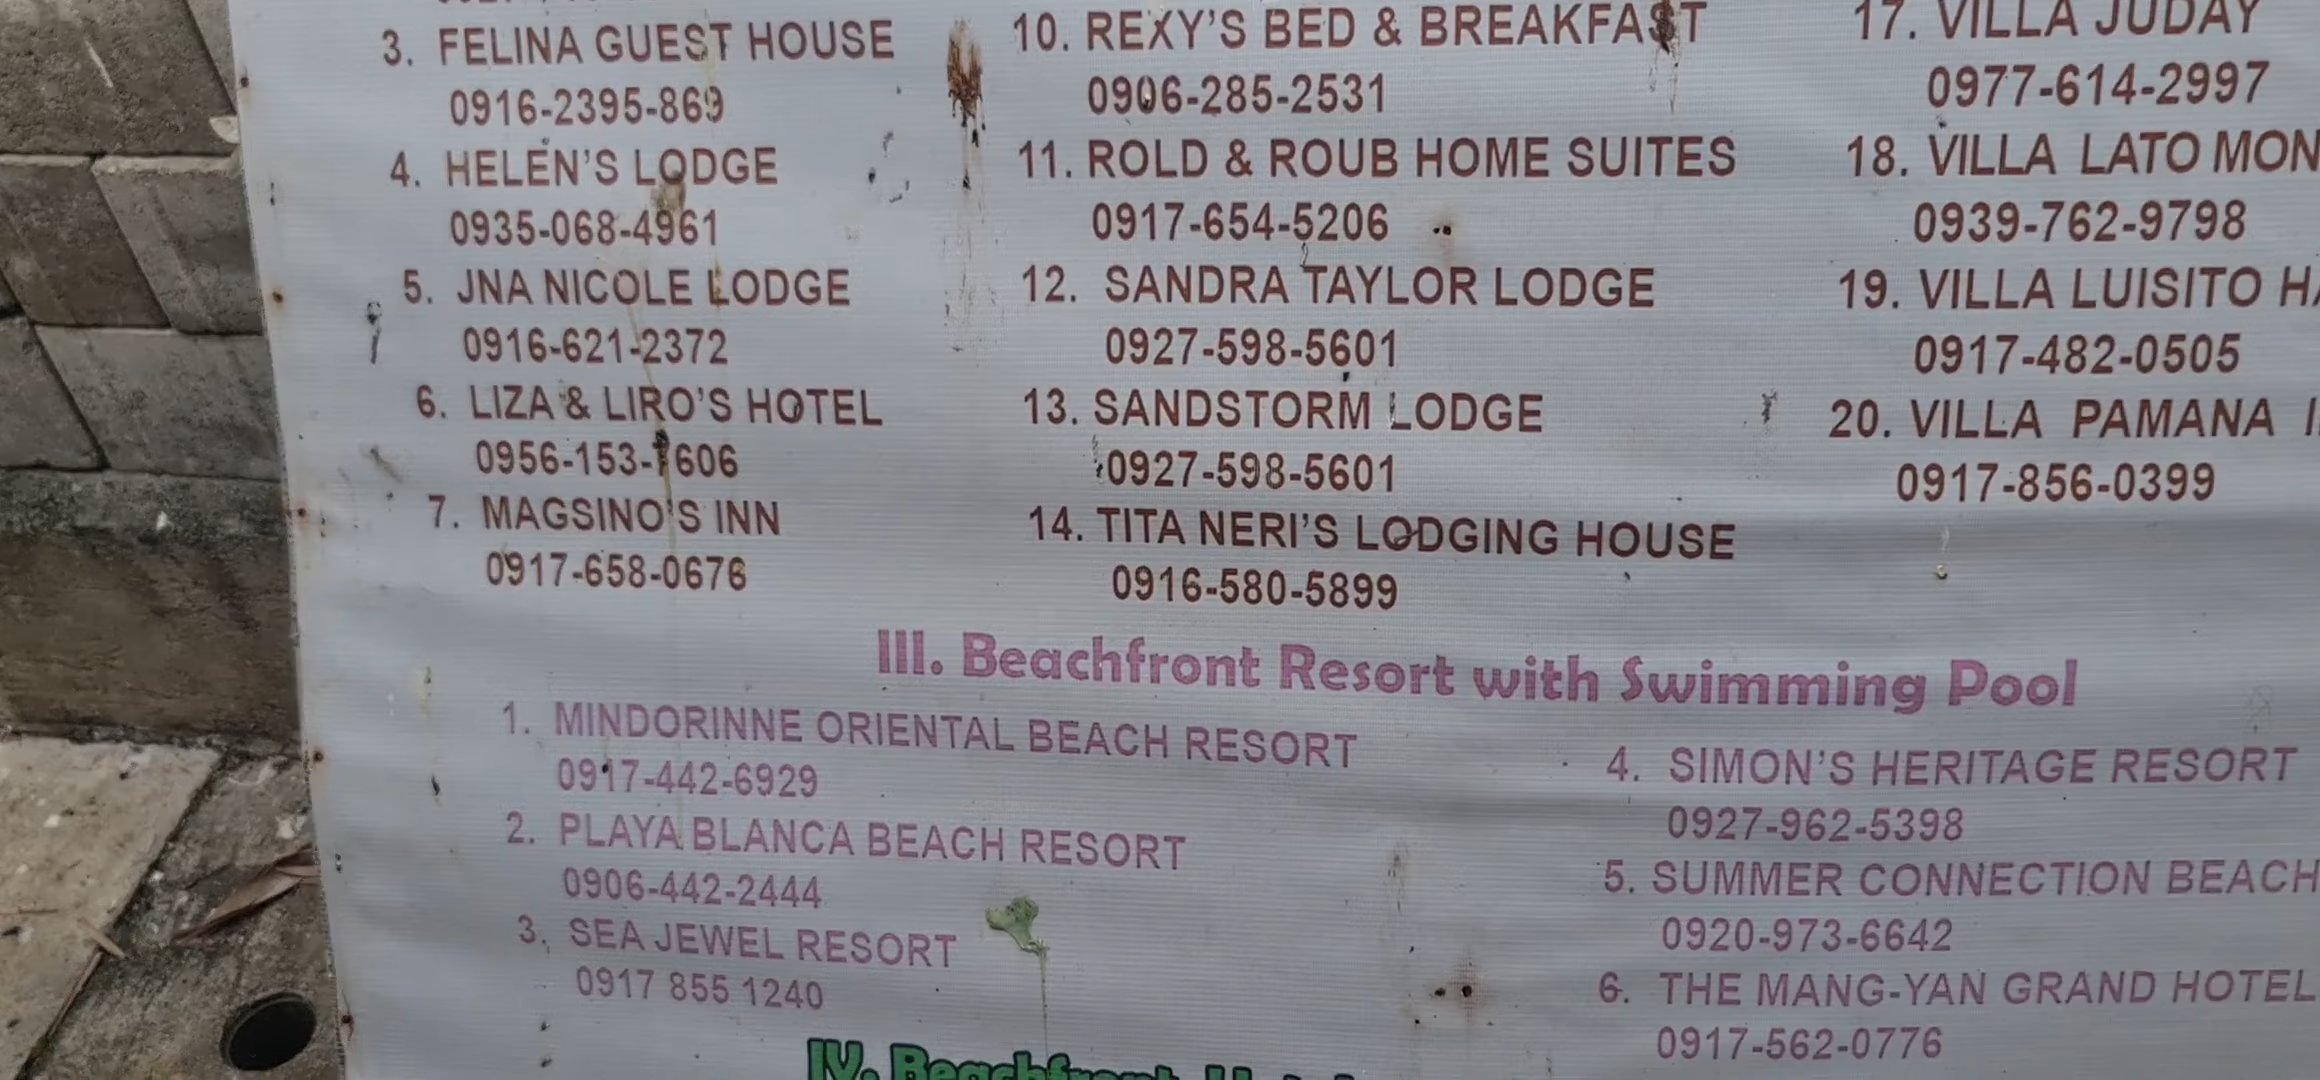 3. FELINA GUEST HOUSE
0916-2395-869
4. HELEN'S LODGE
0935-068-4961
5. JNA NICOLE LODGE
0916-621-2372
6. LIZA & LIRO'S HOTEL
0956-153-1606
7. MAGSINO'S INN
0917-658-0676
10. REXY'S BED & BREAKFAST
0906-285-2531
11. ROLD & ROUB HOME SUITES
0917-654-5206
12. SANDRA TAYLOR LODGE
0927-598-5601
13. SANDSTORM LODGE
0927-598-5601
14. TITA NERI'S LODGING HOUSE
0916-580-5899
17. VILLA JUDAY
0977-614-2997
18. VILLA LATO MON
0939-762-9798
19. VILLA LUISITO
0917-482-0505
20. VILLA PAMANA
0917-856-0399
III. Beachfront Resort with Swimming Pool
1. MINDORINNE ORIENTAL BEACH RESORT
0917-442-6929
2. PLAYA BLANCA BEACH RESORT
0906-442-2444
3. SEA JEWEL RESORT
0917 855 1240
4. SIMON'S HERITAGE RESORT
0927-962-5398
5. SUMMER CONNECTION BEACH
0920-973-6642
6. THE MANG-YAN GRAND HOTEL
0917-562-0776
IV. Beachfront